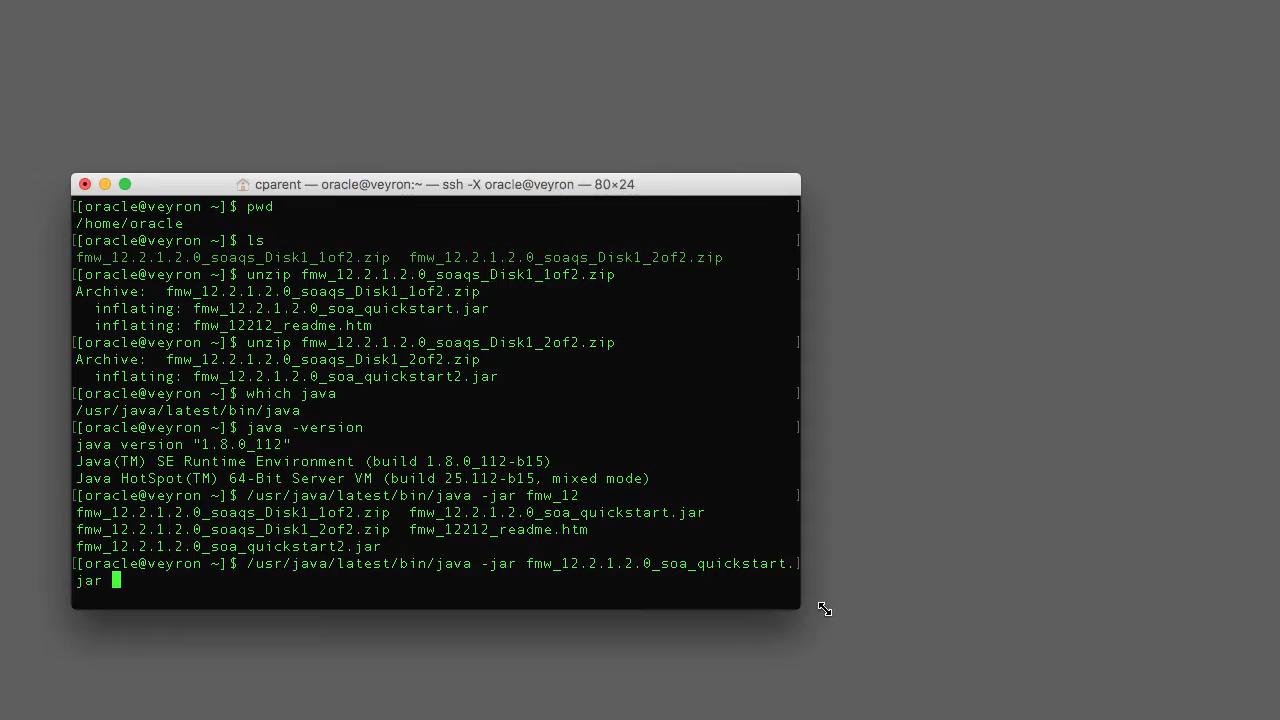 cparent — oracle@veyron:~ — ssh -X oracle@veyron — 80×24
[[oracle@veyron ~]$ pwd ]
/home/oracle
[[oracle@veyron ~]$ ls ]
fmw_12.2.1.2.0_soaqs_Disk1_1of2.zip  fmw_12.2.1.2.0_soaqs_Disk1_2of2.zip
[[oracle@veyron ~]$ unzip fmw_12.2.1.2.0_soaqs_Disk1_1of2.zip ]
Archive:  fmw_12.2.1.2.0_soaqs_Disk1_1of2.zip
  inflating: fmw_12.2.1.2.0_soa_quickstart.jar
  inflating: fmw_12212_readme.htm
[[oracle@veyron ~]$ unzip fmw_12.2.1.2.0_soaqs_Disk1_2of2.zip ]
Archive:  fmw_12.2.1.2.0_soaqs_Disk1_2of2.zip
  inflating: fmw_12.2.1.2.0_soa_quickstart2.jar
[[oracle@veyron ~]$ which java ]
/usr/java/latest/bin/java
[[oracle@veyron ~]$ java -version ]
java version "1.8.0_112"
Java(TM) SE Runtime Environment (build 1.8.0_112-b15)
Java HotSpot(TM) 64-Bit Server VM (build 25.112-b15, mixed mode)
[[oracle@veyron ~]$ /usr/java/latest/bin/java -jar fmw_12 ]
fmw_12.2.1.2.0_soaqs_Disk1_1of2.zip  fmw_12.2.1.2.0_soa_quickstart.jar
fmw_12.2.1.2.0_soaqs_Disk1_2of2.zip  fmw_12212_readme.htm
fmw_12.2.1.2.0_soa_quickstart2.jar
[[oracle@veyron ~]$ /usr/java/latest/bin/java -jar fmw_12.2.1.2.0_soa_quickstart.]
jar